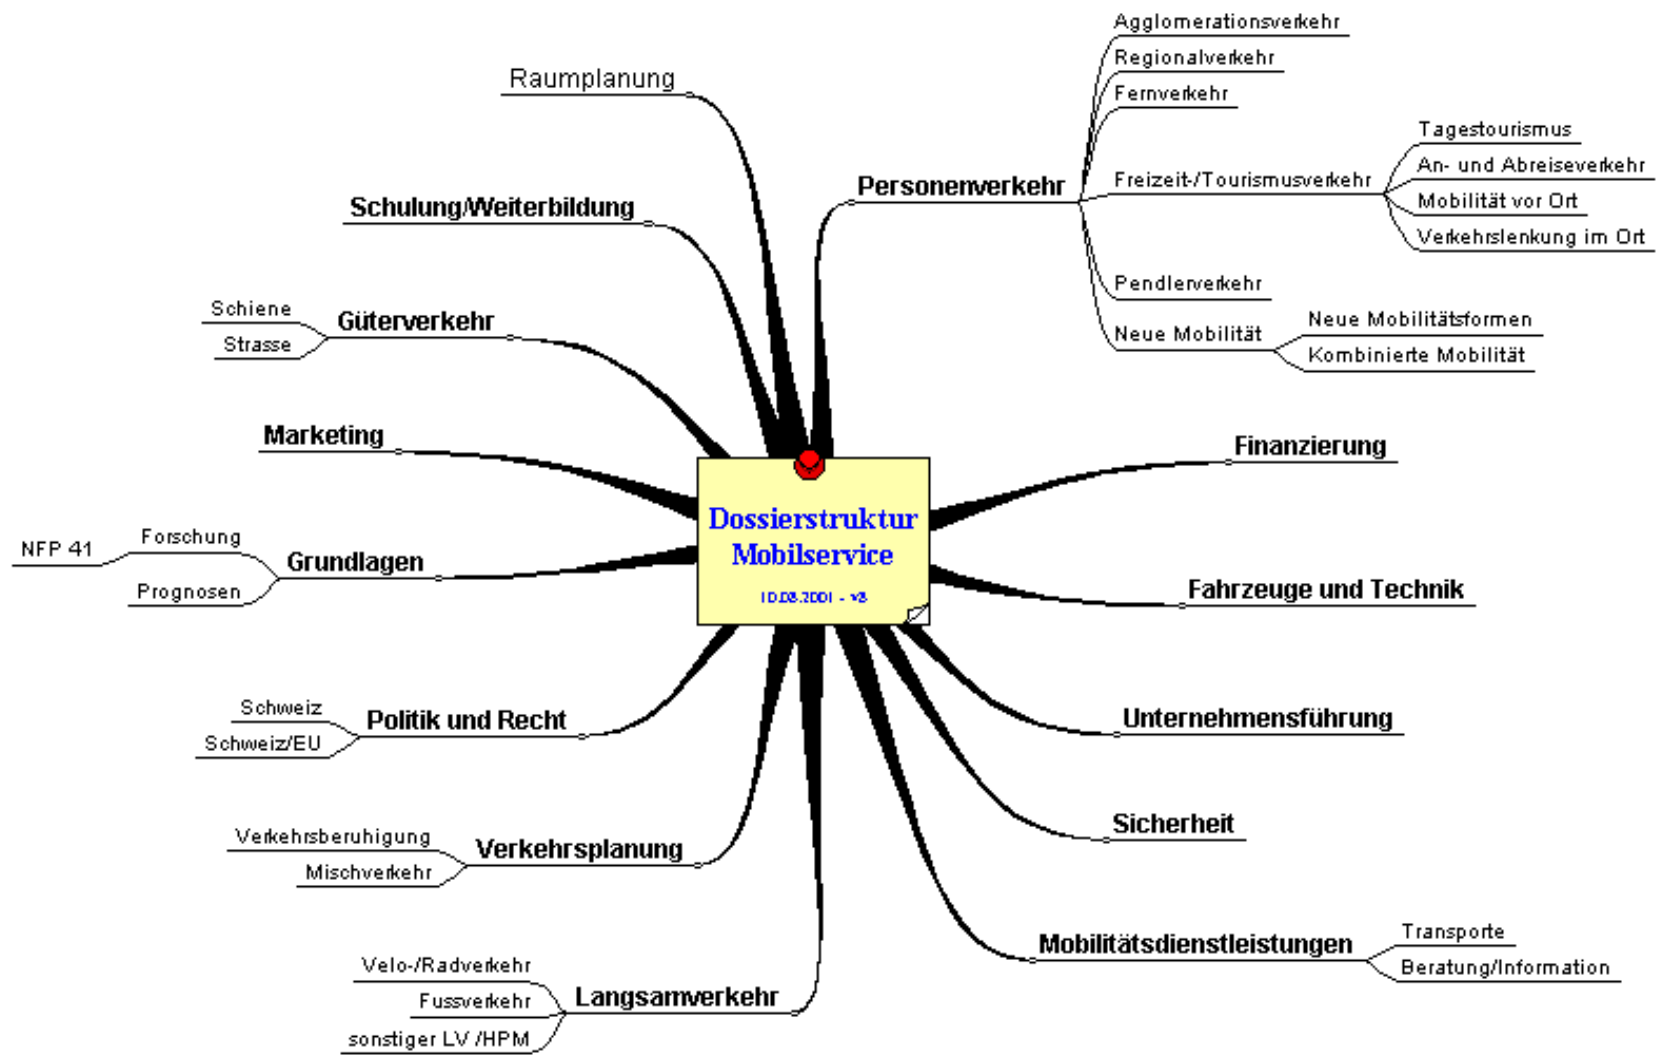 Dossierstruktur
Mobilservice
10.08.2001 - v8
Personenverkehr
Agglomerationsverkehr
Regionalverkehr
Fernverkehr
Freizeit-/Tourismusverkehr
Tagestourismus
An- und Abreiseverkehr
Mobilität vor Ort
Verkehrslenkung im Ort
Pendlerverkehr
Neue Mobilität
Neue Mobilitätsformen
Kombinierte Mobilität
Finanzierung
Fahrzeuge und Technik
Unternehmensführung
Sicherheit
Mobilitätsdienstleistungen
Transporte
Beratung/Information
Langsamverkehr
Velo-/Radverkehr
Fussverkehr
sonstiger LV /HPM
Verkehrsplanung
Verkehrsberuhigung
Mischverkehr
Politik und Recht
Schweiz
Schweiz/EU
Grundlagen
Forschung
NFP 41
Prognosen
Marketing
Güterverkehr
Schiene
Strasse
Schulung/Weiterbildung
Raumplanung